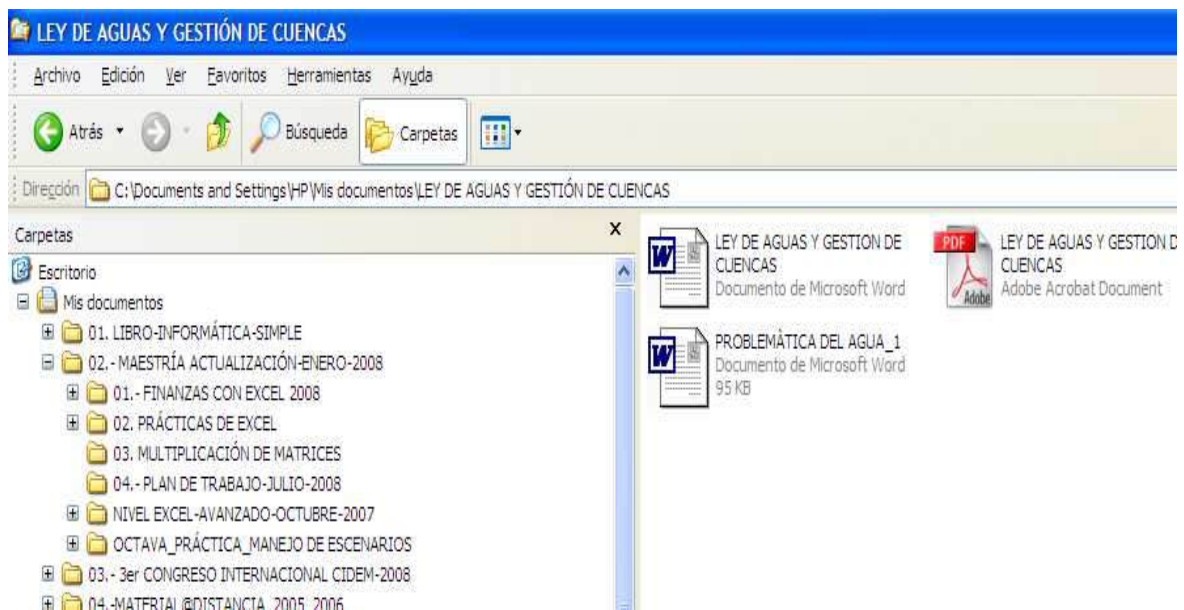 LEY DE AGUAS Y GESTIÓN DE CUENCAS
Archivo Edición Ver Favoritos Herramientas Ayuda
Atrás Búsqueda Carpetas
Dirección C:\Documents and Settings\HP\Mis documentos\LEY DE AGUAS Y GESTIÓN DE CUENCAS
Carpetas X
Escritorio
Mis documentos
01. LIBRO-INFORMÁTICA-SIMPLE
02.- MAESTRÍA ACTUALIZACIÓN-ENERO-2008
01.- FINANZAS CON EXCEL 2008
02. PRÁCTICAS DE EXCEL
03. MULTIPLICACIÓN DE MATRICES
04.- PLAN DE TRABAJO-JULIO-2008
NIVEL EXCEL-AVANZADO-OCTUBRE-2007
OCTAVA_PRÁCTICA_MANEJO DE ESCENARIOS
03.- 3er CONGRESO INTERNACIONAL CIDEM-2008
04.-MATERIAL@DISTANCIA_2005_2006
LEY DE AGUAS Y GESTION DE
CUENCAS
Documento de Microsoft Word
PDF
Adobe
LEY DE AGUAS Y GESTION D
CUENCAS
Adobe Acrobat Document
PROBLEMÀTICA DEL AGUA_1
Documento de Microsoft Word
95 KB